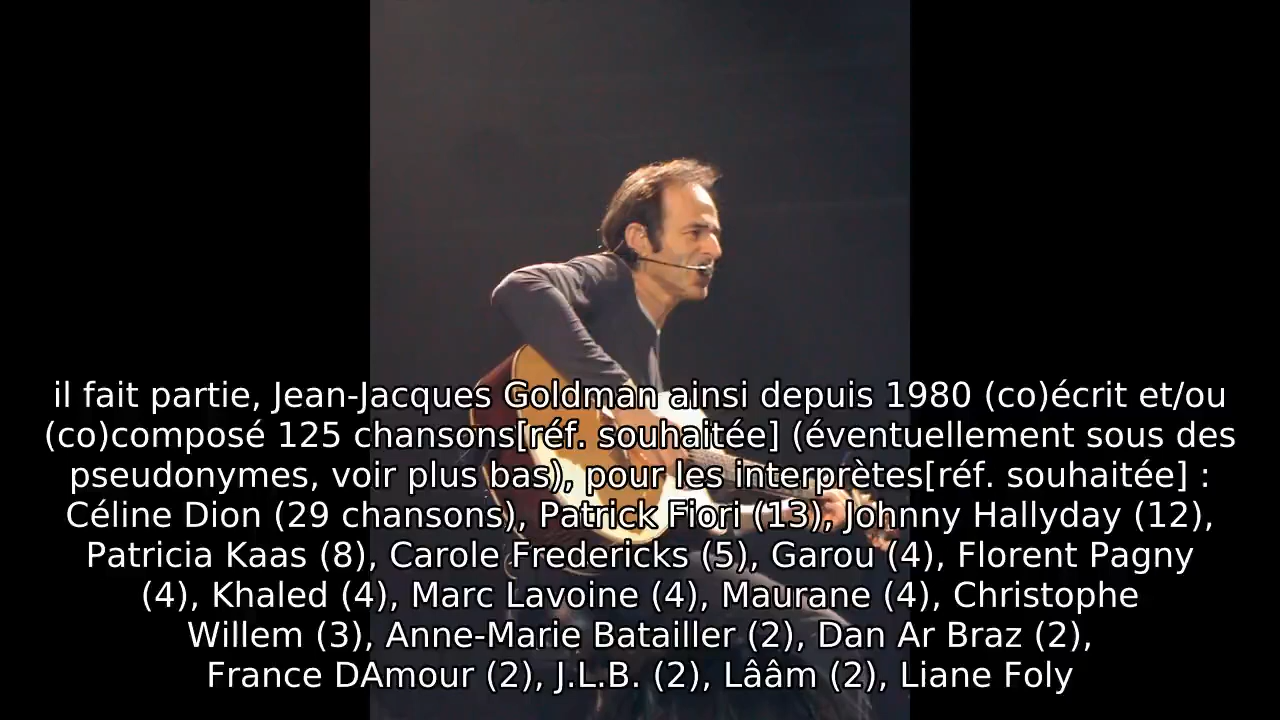 il fait partie, Jean-Jacques Goldman ainsi depuis 1980 (co)écrit et/ou
(co)composé 125 chansons[réf. souhaitée] (éventuellement sous des
pseudonymes, voir plus bas), pour les interprètes[réf. souhaitée] :
Céline Dion (29 chansons), Patrick Fiori (13), Johnny Hallyday (12),
Patricia Kaas (8), Carole Fredericks (5), Garou (4), Florent Pagny
(4), Khaled (4), Marc Lavoine (4), Maurane (4), Christophe
Willem (3), Anne-Marie Batailler (2), Dan Ar Braz (2),
France DAmour (2), J.L.B. (2), Lââm (2), Liane Foly